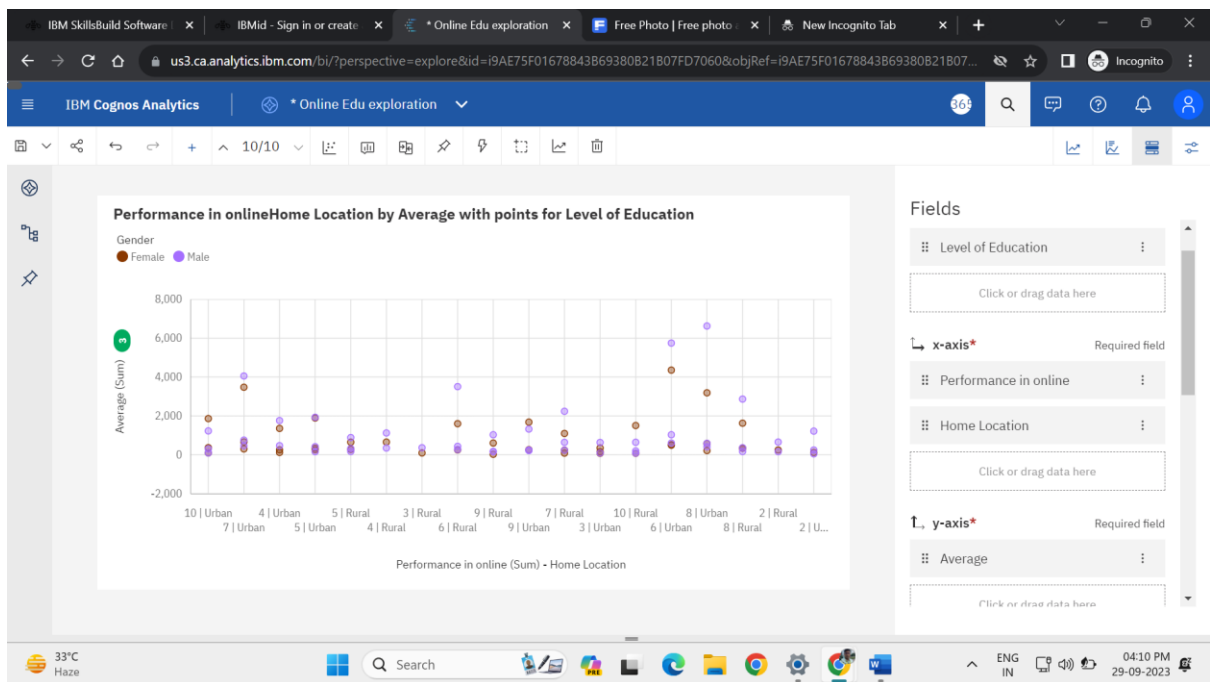 IBM SkillsBuild Software
IBMid - Sign in or create
* Online Edu exploration
Free Photo | Free photo
New Incognito Tab
us3.ca.analytics.ibm.com/bi/?perspective=explore&id=i9AE75F01678843B69380B21B07FD7060&objRef=i9AE75F01678843B69380B21B07...
Incognito
IBM Cognos Analytics
* Online Edu exploration
10/10
Performance in onlineHome Location by Average with points for Level of Education
Gender
Female Male
8,000
6,000
4,000
2,000
0
-2,000
3
Average (Sum)
10 | Urban 4 | Urban 5 | Rural 3 | Rural 9 | Rural 7 | Rural 10 | Rural 8 | Urban 2 | Rural
7 | Urban 5 | Urban 4 | Rural 6 | Rural 9 | Urban 3 | Urban 6 | Urban 8 | Rural 2 | U...
Performance in online (Sum) - Home Location
Fields
Level of Education
Click or drag data here
x-axis* Required field
Performance in online
Home Location
Click or drag data here
y-axis* Required field
Average
Click or drag data here
33°C
Haze
Search
PRE
ENG
IN
04:10 PM
29-09-2023